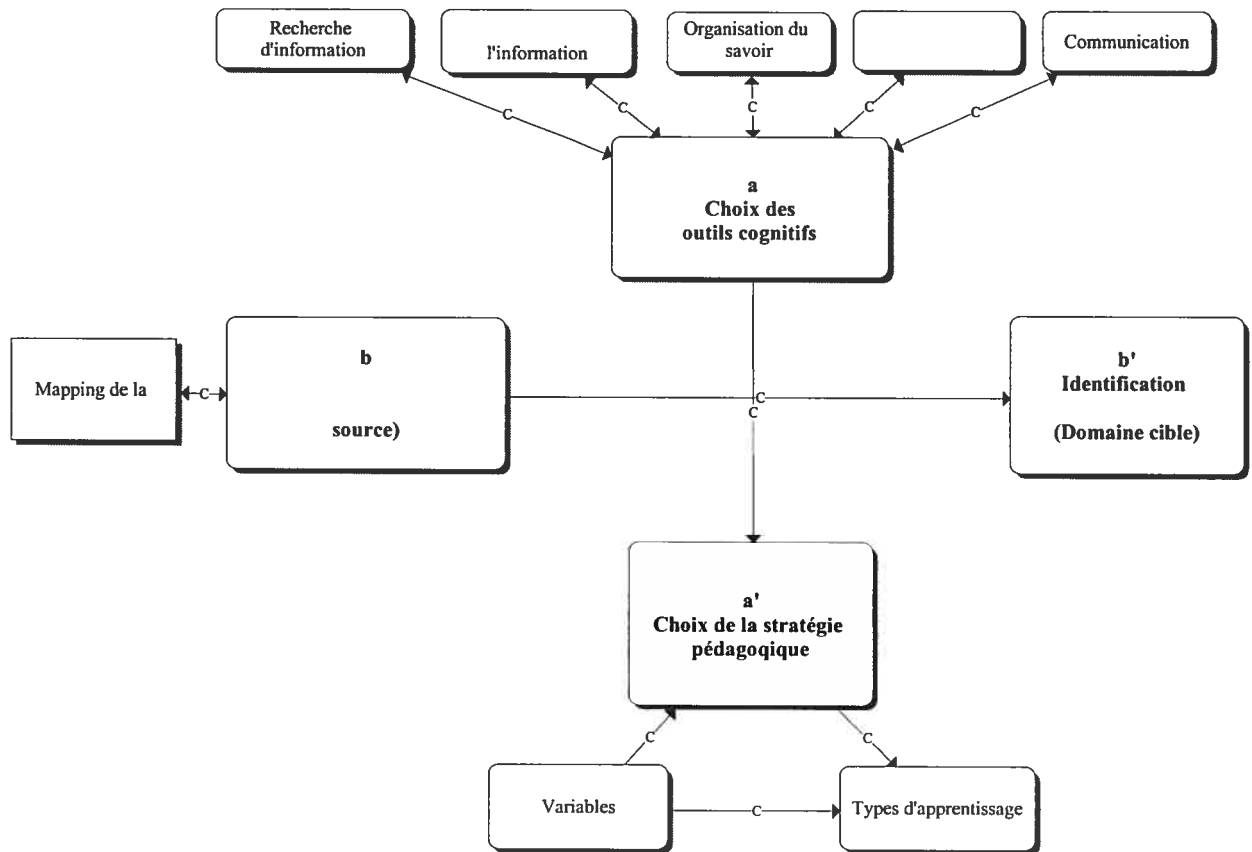 Recherche
d'information
l'information
Organisation du
savoir
Communication
C
C
C
C
C
a
Choix des
outils cognitifs
Mapping de la
C
b
source)
C
C
b'
Identification
(Domaine cible)
a'
Choix de la stratégie
pédagoqique
C
C
Variables
C
Types d'apprentissage